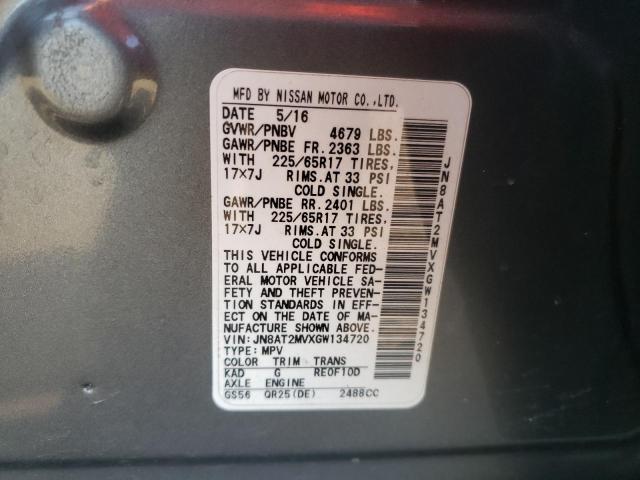 MFD BY NISSAN MOTOR CO.,LTD.
DATE 5/16
GVWR/PNBV 4679 LBS.
GAWR/PNBE FR. 2363 LBS.
WITH 225/65R17 TIRES,
17x7J RIMS.AT 33 PSI
COLD SINGLE.
GAWR/PNBE RR. 2401 LBS.
WITH 225/65R17 TIRES,
17x7J RIMS.AT 33 PSI
COLD SINGLE.
THIS VEHICLE CONFORMS
TO ALL APPLICABLE FED-
ERAL MOTOR VEHICLE SA-
FETY AND THEFT PREVEN-
TION STANDARDS IN EFF-
ECT ON THE DATE OF MA-
NUFACTURE SHOWN ABOVE.
VIN: JN8AT2MVXGW134720
TYPE: MPV
COLOR TRIM TRANS
KAD G RE0F10D
AXLE ENGINE
GS56 QR25(DE) 2488CC
JN8AT2MVXGW134720